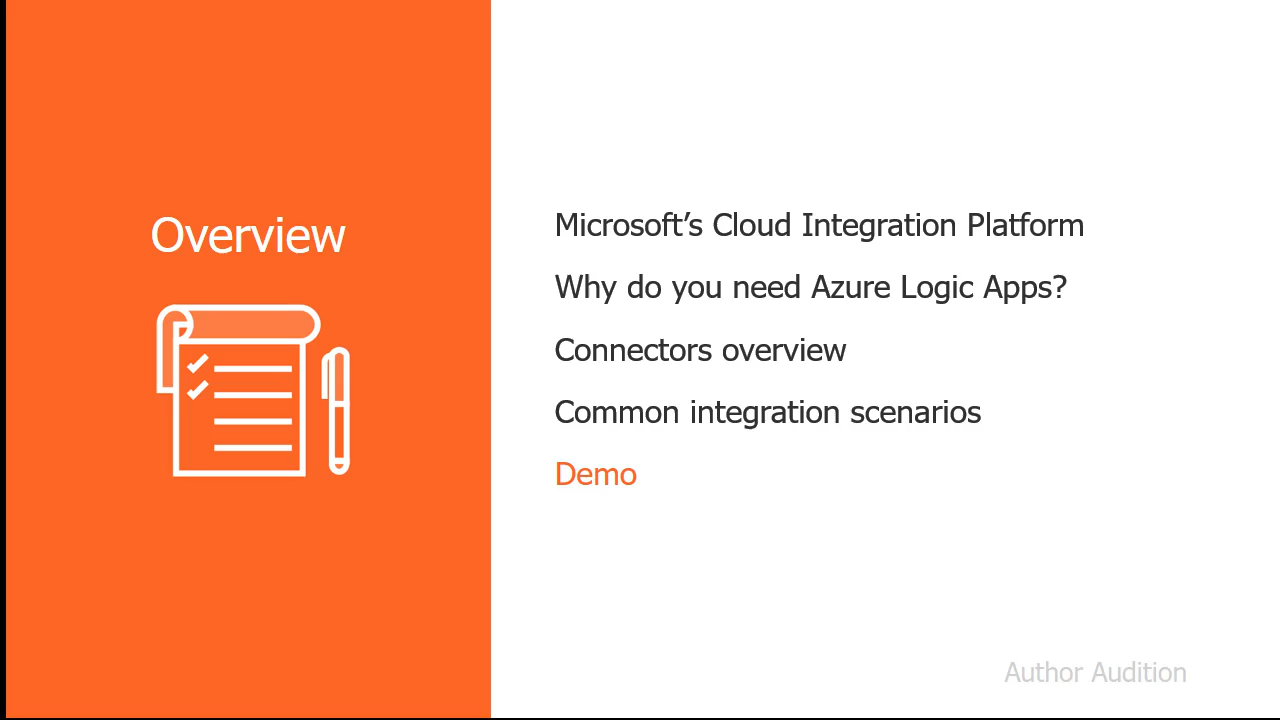 Overview
Microsoft’s Cloud Integration Platform
Why do you need Azure Logic Apps?
Connectors overview
Common integration scenarios
Demo
Author Audition